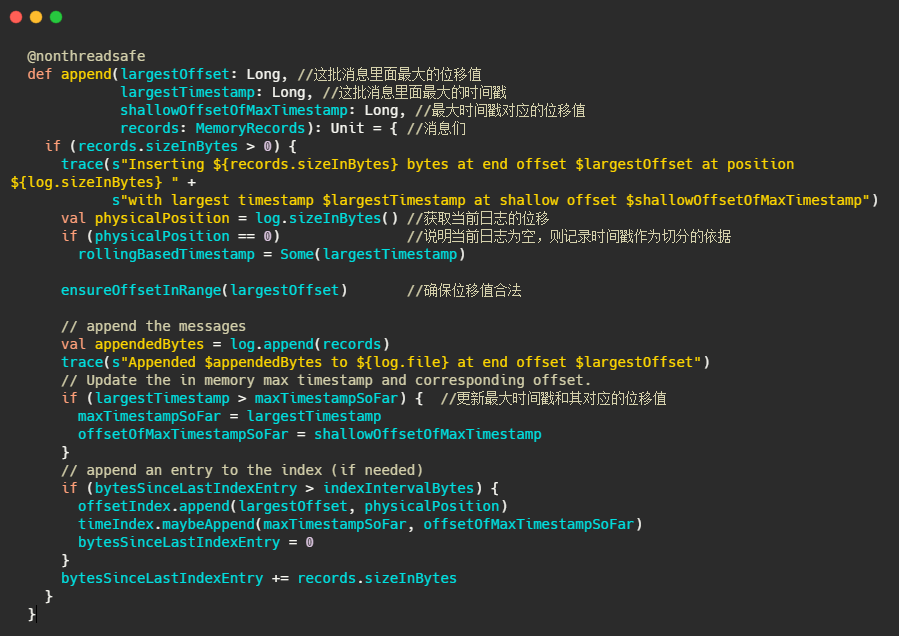 @nonthreadsafe
def append(largestOffset: Long, //这批消息里面最大的位移值
largestTimestamp: Long, //这批消息里面最大的时间戳
shallowOffsetOfMaxTimestamp: Long, //最大时间戳对应的位移值
records: MemoryRecords): Unit = { //消息们
if (records.sizeInBytes > 0) {
trace(s"Inserting ${records.sizeInBytes} bytes at end offset $largestOffset at position
${log.sizeInBytes} " +
s"with largest timestamp $largestTimestamp at shallow offset $shallowOffsetOfMaxTimestamp")
val physicalPosition = log.sizeInBytes() //获取当前日志的位移
if (physicalPosition == 0) //说明当前日志为空，则记录时间戳作为切分的依据
rollingBasedTimestamp = Some(largestTimestamp)
ensureOffsetInRange(largestOffset) //确保位移值合法
// append the messages
val appendedBytes = log.append(records)
trace(s"Appended $appendedBytes to ${log.file} at end offset $largestOffset")
// Update the in memory max timestamp and corresponding offset.
if (largestTimestamp > maxTimestampSoFar) { //更新最大时间戳和其对应的位移值
maxTimestampSoFar = largestTimestamp
offsetOfMaxTimestampSoFar = shallowOffsetOfMaxTimestamp
}
// append an entry to the index (if needed)
if (bytesSinceLastIndexEntry > indexIntervalBytes) {
offsetIndex.append(largestOffset, physicalPosition)
timeIndex.maybeAppend(maxTimestampSoFar, offsetOfMaxTimestampSoFar)
bytesSinceLastIndexEntry = 0
}
bytesSinceLastIndexEntry += records.sizeInBytes
}
}